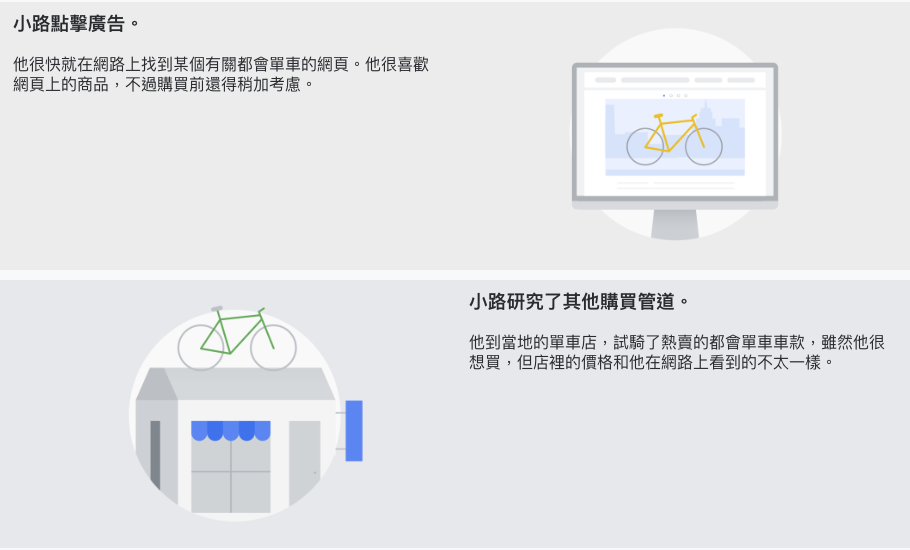 小路點擊廣告。
他很快就在網路上找到某個有關都會單車的網頁。他很喜歡
網頁上的商品，不過購買前還得稍加考慮。
小路研究了其他購買管道。
他到當地的單車店，試騎了熱賣的都會單車車款，雖然他很
想買，但店裡的價格和他在網路上看到的不太一樣。